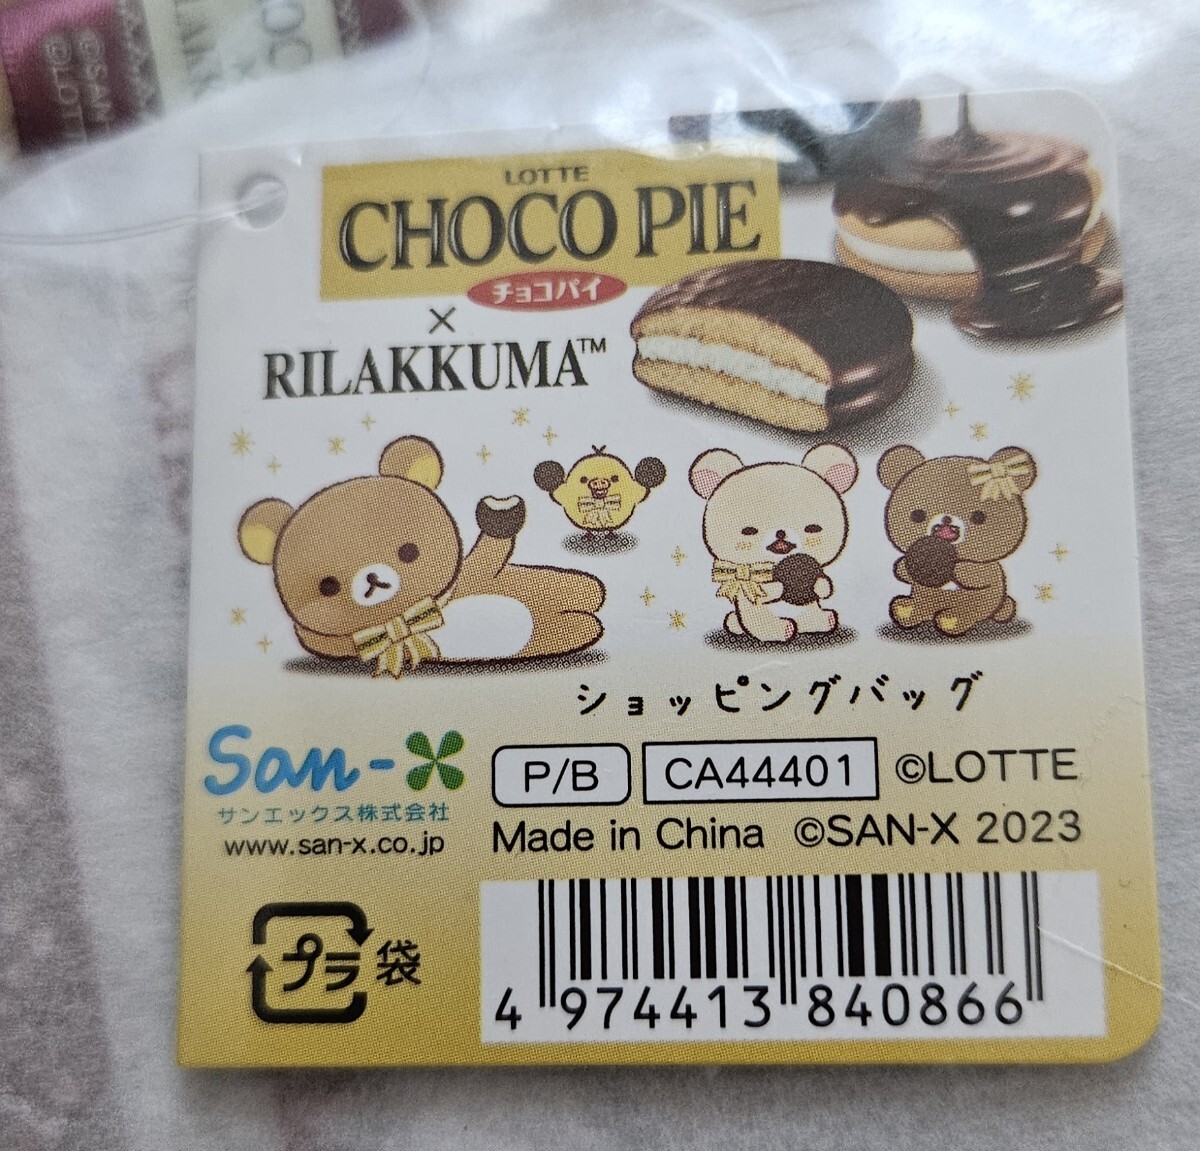 ©SAN
©LOT
LOTTE
CHOCO PIE
チョコパイ
×
RILAKKUMA™
ショッピングバッグ
San-X
サンエックス株式会社
www.san-x.co.jp
P/B CA44401 ©LOTTE
Made in China ©SAN-X 2023
プラ 袋
4 974413 840866